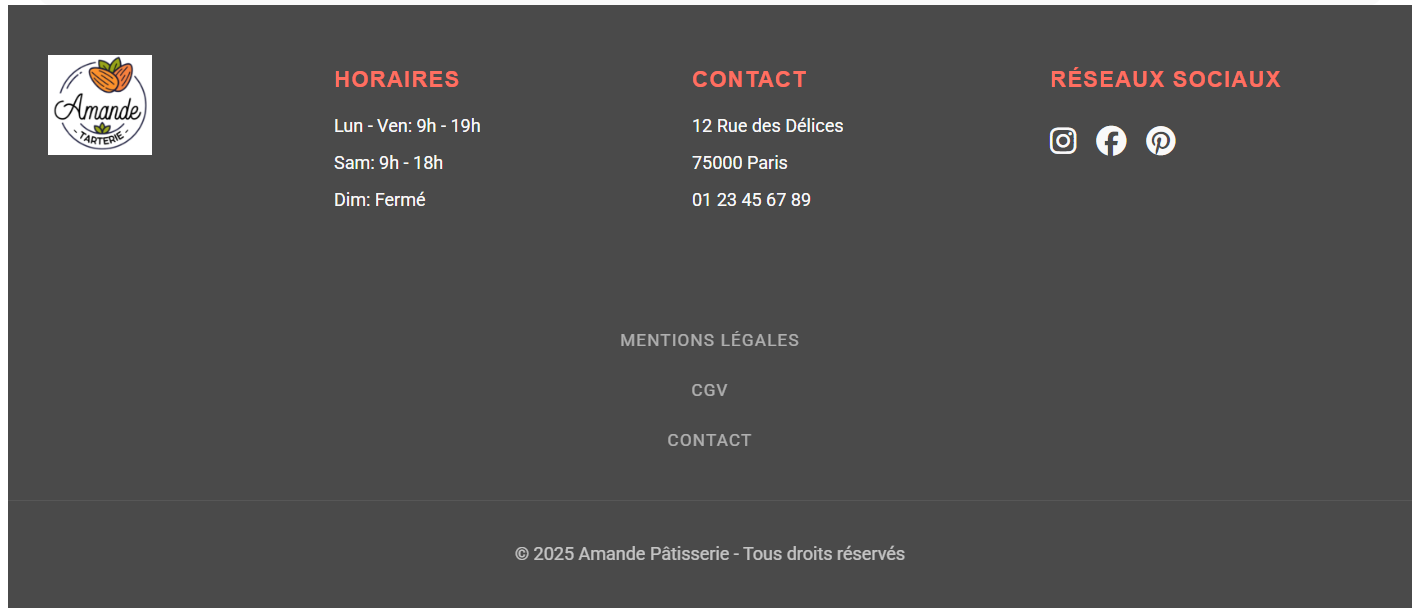 Amande
- TARTERIE -
HORAIRES
Lun - Ven: 9h - 19h
Sam: 9h - 18h
Dim: Fermé
CONTACT
12 Rue des Délices
75000 Paris
01 23 45 67 89
RÉSEAUX SOCIAUX
MENTIONS LÉGALES
CGV
CONTACT
© 2025 Amande Pâtisserie - Tous droits réservés